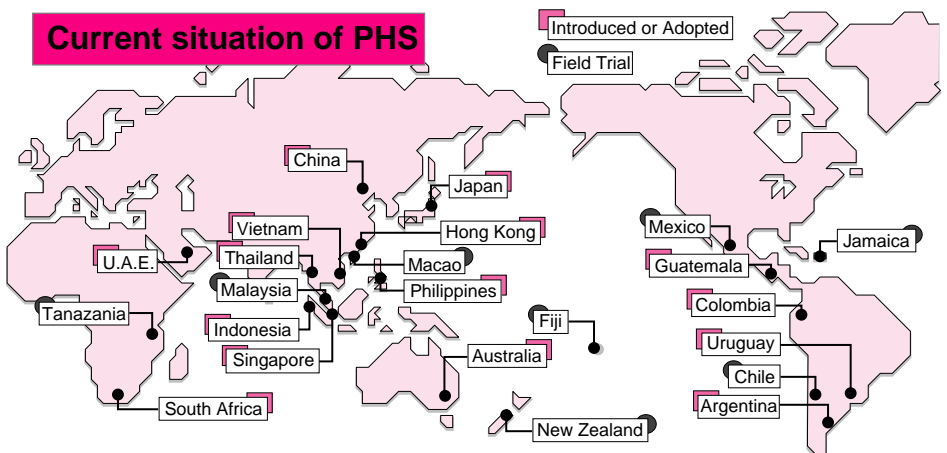 Current situation of PHS
Introduced or Adopted
Field Trial
China
Japan
Vietnam
Hong Kong
Mexico
Jamaica
U.A.E.
Thailand
Macao
Guatemala
Malaysia
Philippines
Tanazania
Colombia
Indonesia
Fiji
Singapore
Australia
Uruguay
Chile
South Africa
Argentina
New Zealand